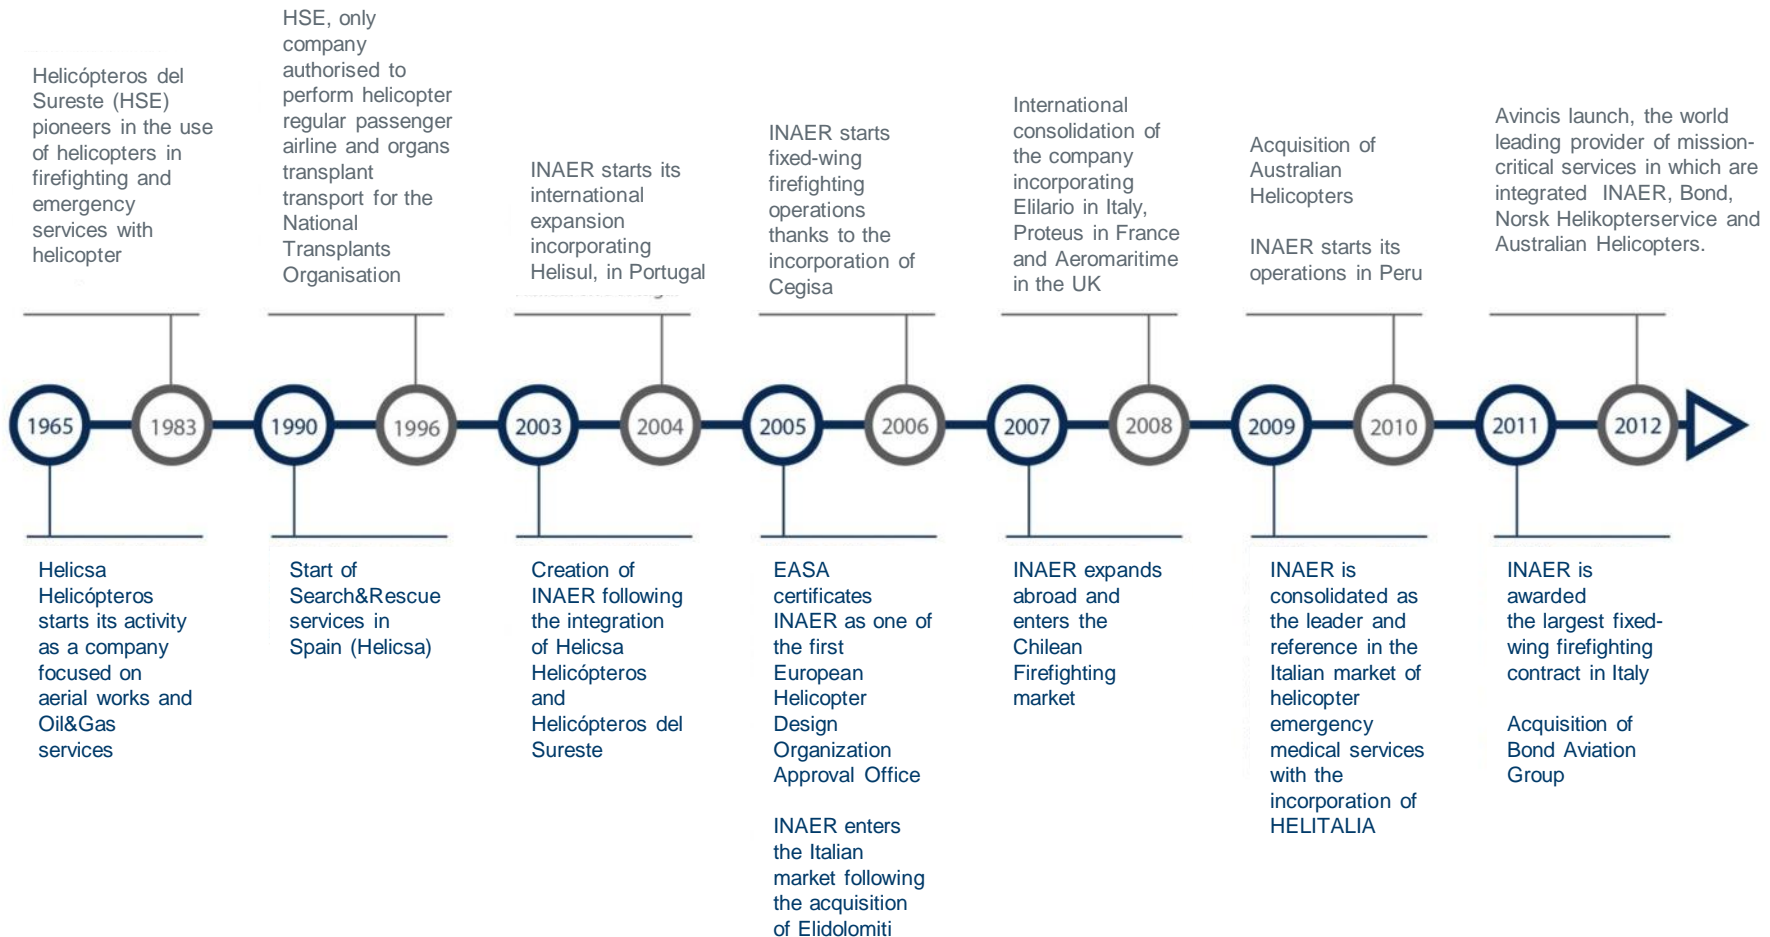 Helicópteros del
Sureste (HSE)
pioneers in the use
of helicopters in
firefighting and
emergency
services with
helicopter
HSE, only
company
authorised to
perform helicopter
regular passenger
airline and organs
transplant
transport for the
National
Transplants
Organisation
INAER starts its
international
expansion
incorporating
Helisul, in Portugal
INAER starts
fixed-wing
firefighting
operations
thanks to the
incorporation of
Cegisa
International
consolidation of
the company
incorporating
Elilario in Italy,
Proteus in France
and Aeromaritime
in the UK
Acquisition of
Australian
Helicopters
INAER starts its
operations in Peru
Avincis launch, the world
leading provider of mission-
critical services in which are
integrated INAER, Bond,
Norsk Helikopterservice and
Australian Helicopters.
1965
1983
1990
1996
2003
2004
2005
2006
2007
2008
2009
2010
2011
2012
Helicsa
Helicópteros
starts its activity
as a company
focused on
aerial works and
Oil&Gas
services
Start of
Search&Rescue
services in
Spain (Helicsa)
Creation of
INAER following
the integration
of Helicsa
Helicópteros
and
Helicópteros del
Sureste
EASA
certificates
INAER as one of
the first
European
Helicopter
Design
Organization
Approval Office
INAER enters
the Italian
market following
the acquisition
of Elidolomiti
INAER expands
abroad and
enters the
Chilean
Firefighting
market
INAER is
consolidated as
the leader and
reference in the
Italian market of
helicopter
emergency
medical services
with the
incorporation of
HELITALIA
INAER is
awarded
the largest fixed-
wing firefighting
contract in Italy
Acquisition of
Bond Aviation
Group